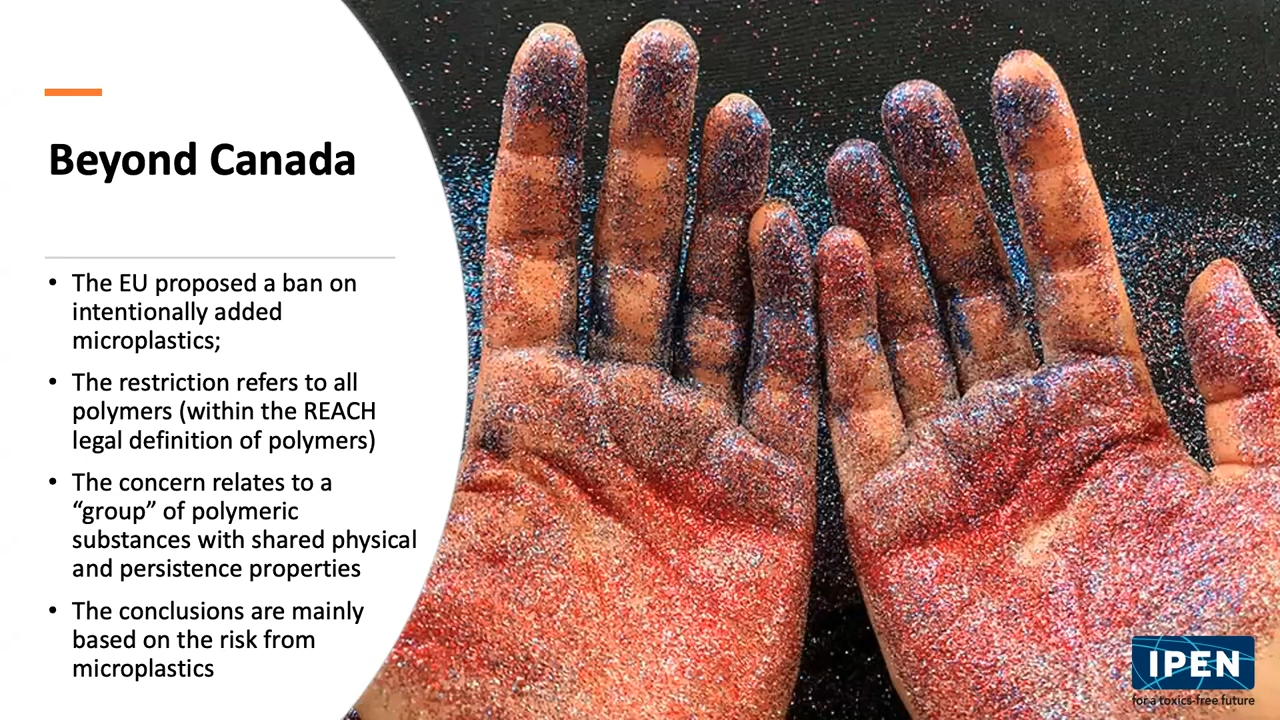 Beyond Canada
• The EU proposed a ban on
intentionally added
microplastics;
• The restriction refers to all
polymers (within the REACH
legal definition of polymers)
• The concern relates to a
“group” of polymeric
substances with shared physical
and persistence properties
• The conclusions are mainly
based on the risk from
microplastics
IPEN
for a toxics-free future